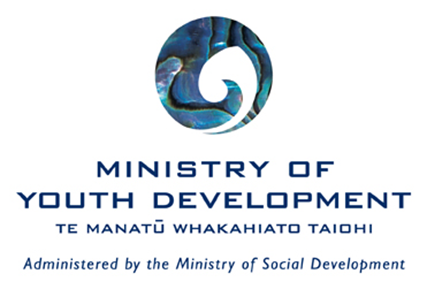 MINISTRY OF
YOUTH DEVELOPMENT
TE MANATŪ WHAKAHIATO TAIOHI
Administered by the Ministry of Social Development